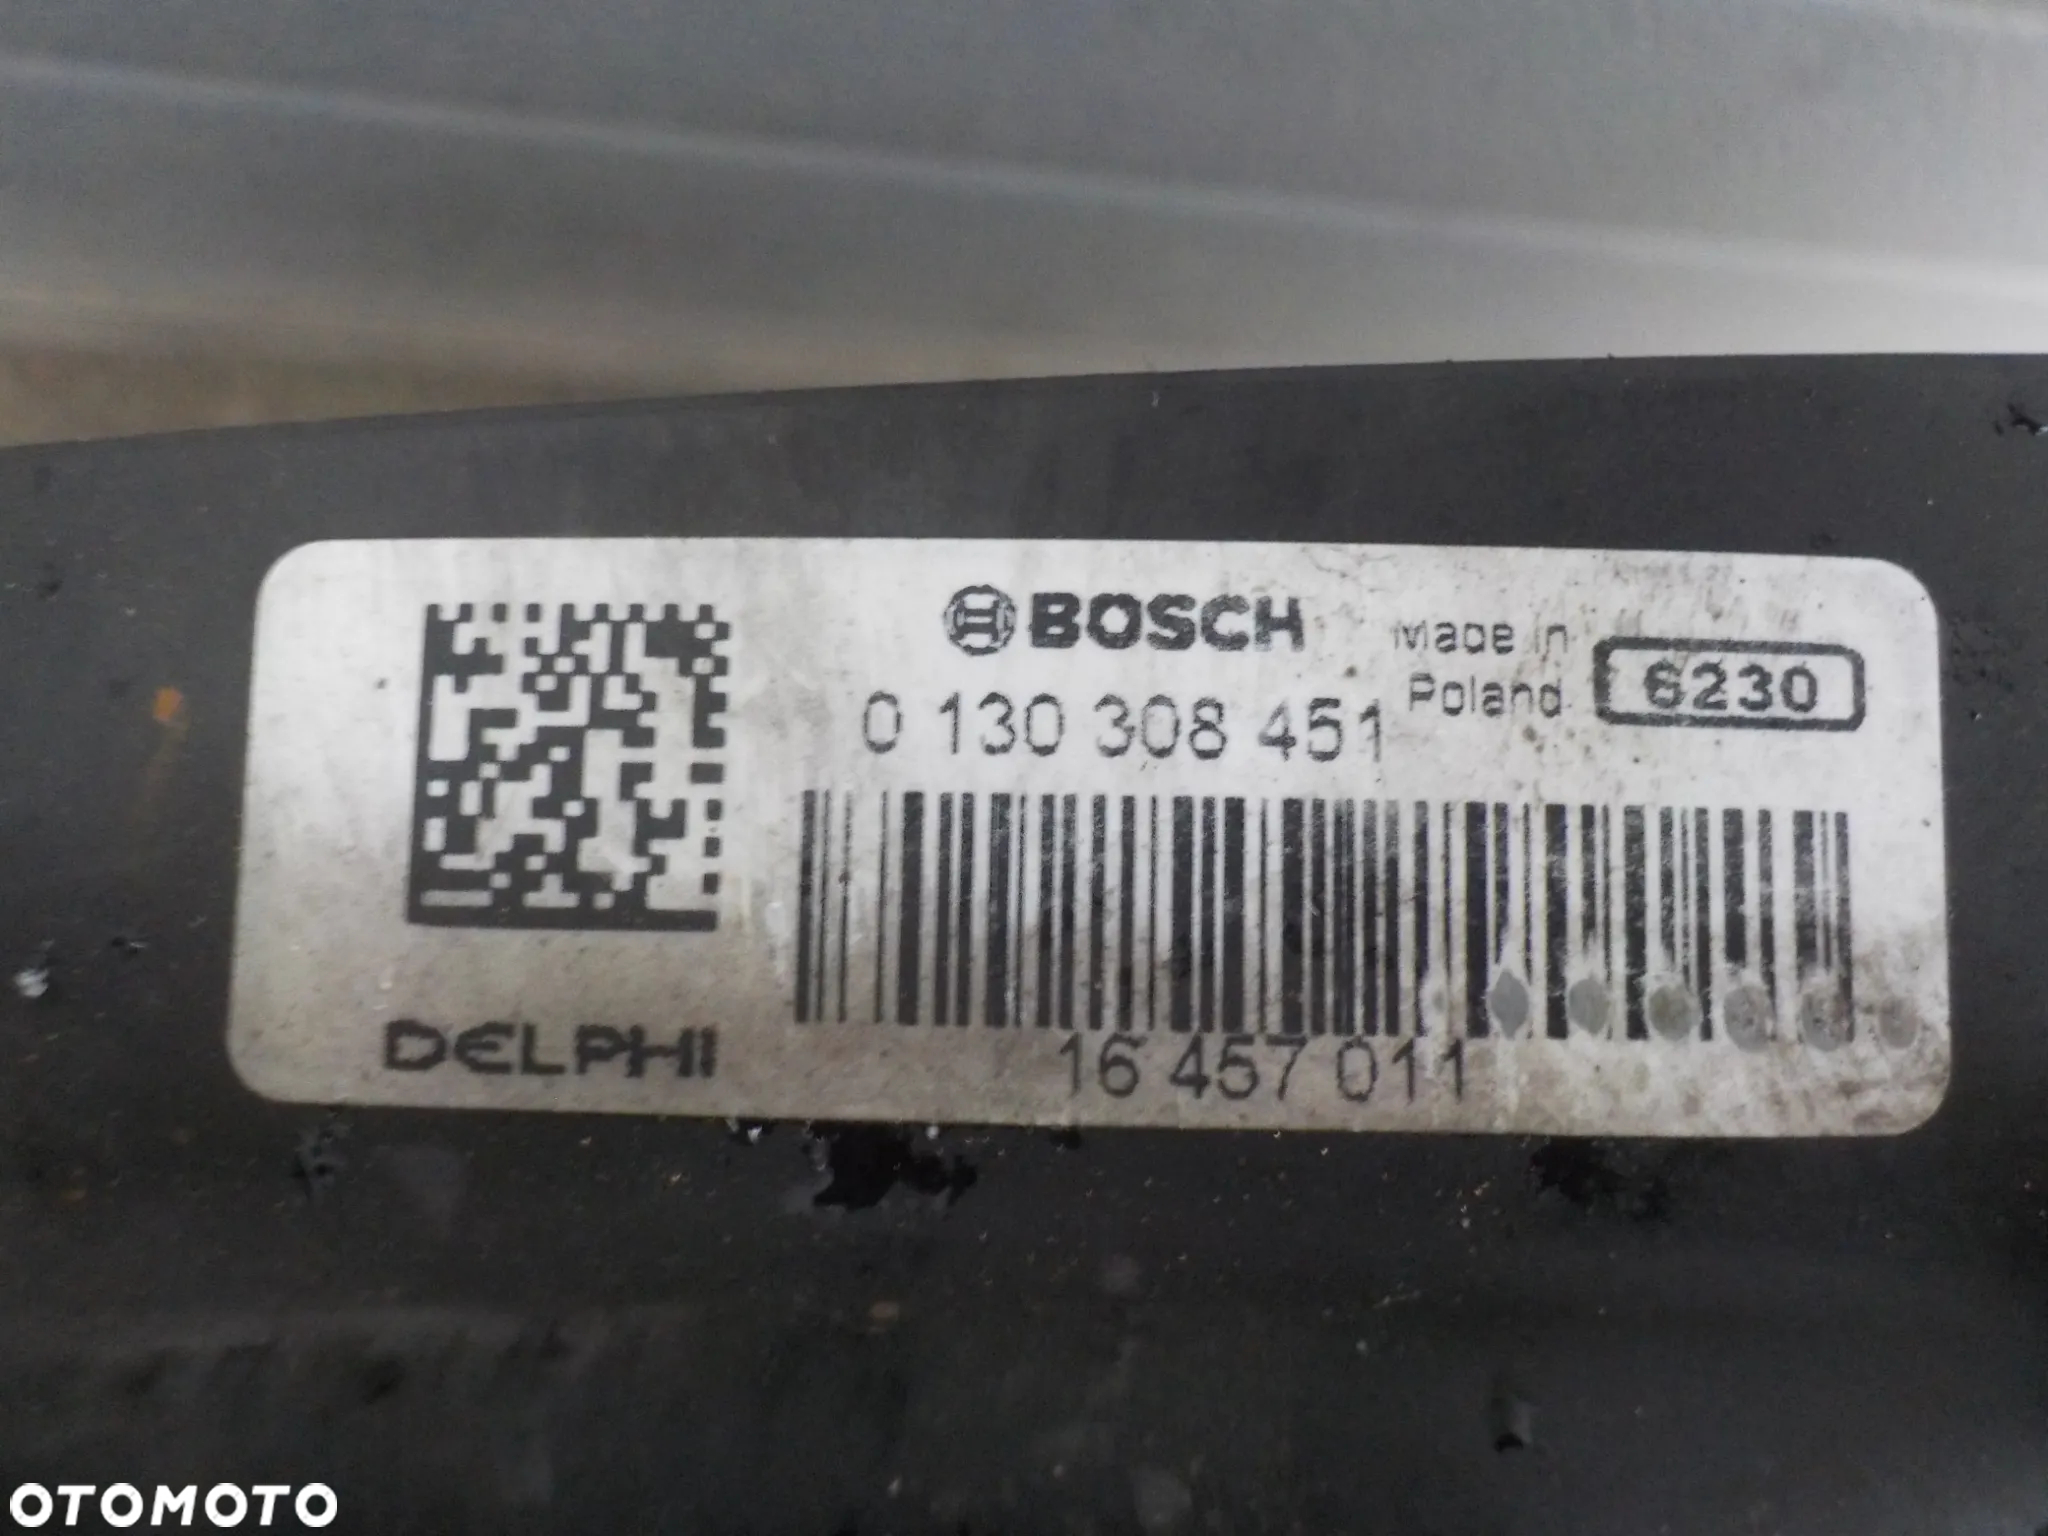 BOSCH
Made in
Poland
6230
0 130 308 451
DELPHI
16 457 011
OTOMOTO